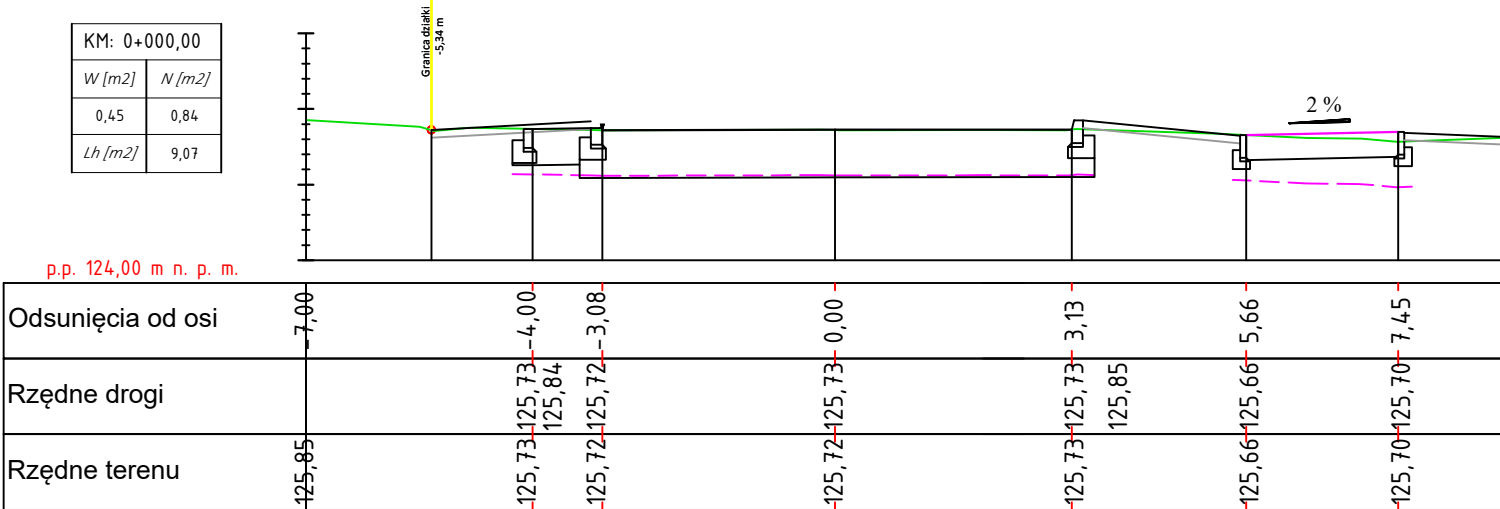 KM: 0+000,00
W [m2] N [m2]
0,45 0,84
Lh [m2] 9,07
Granica działki
-5,34 m
2 %
p.p. 124,00 m n. p. m.
Odsunięcia od osi -7,00 -4,00 -3,08 0,00 3,13 5,66 7,45
Rzędne drogi 125,73 125,84 125,72 125,73 125,73 125,85 125,66 125,70
Rzędne terenu 125,85 125,73 125,72 125,72 125,73 125,66 125,70